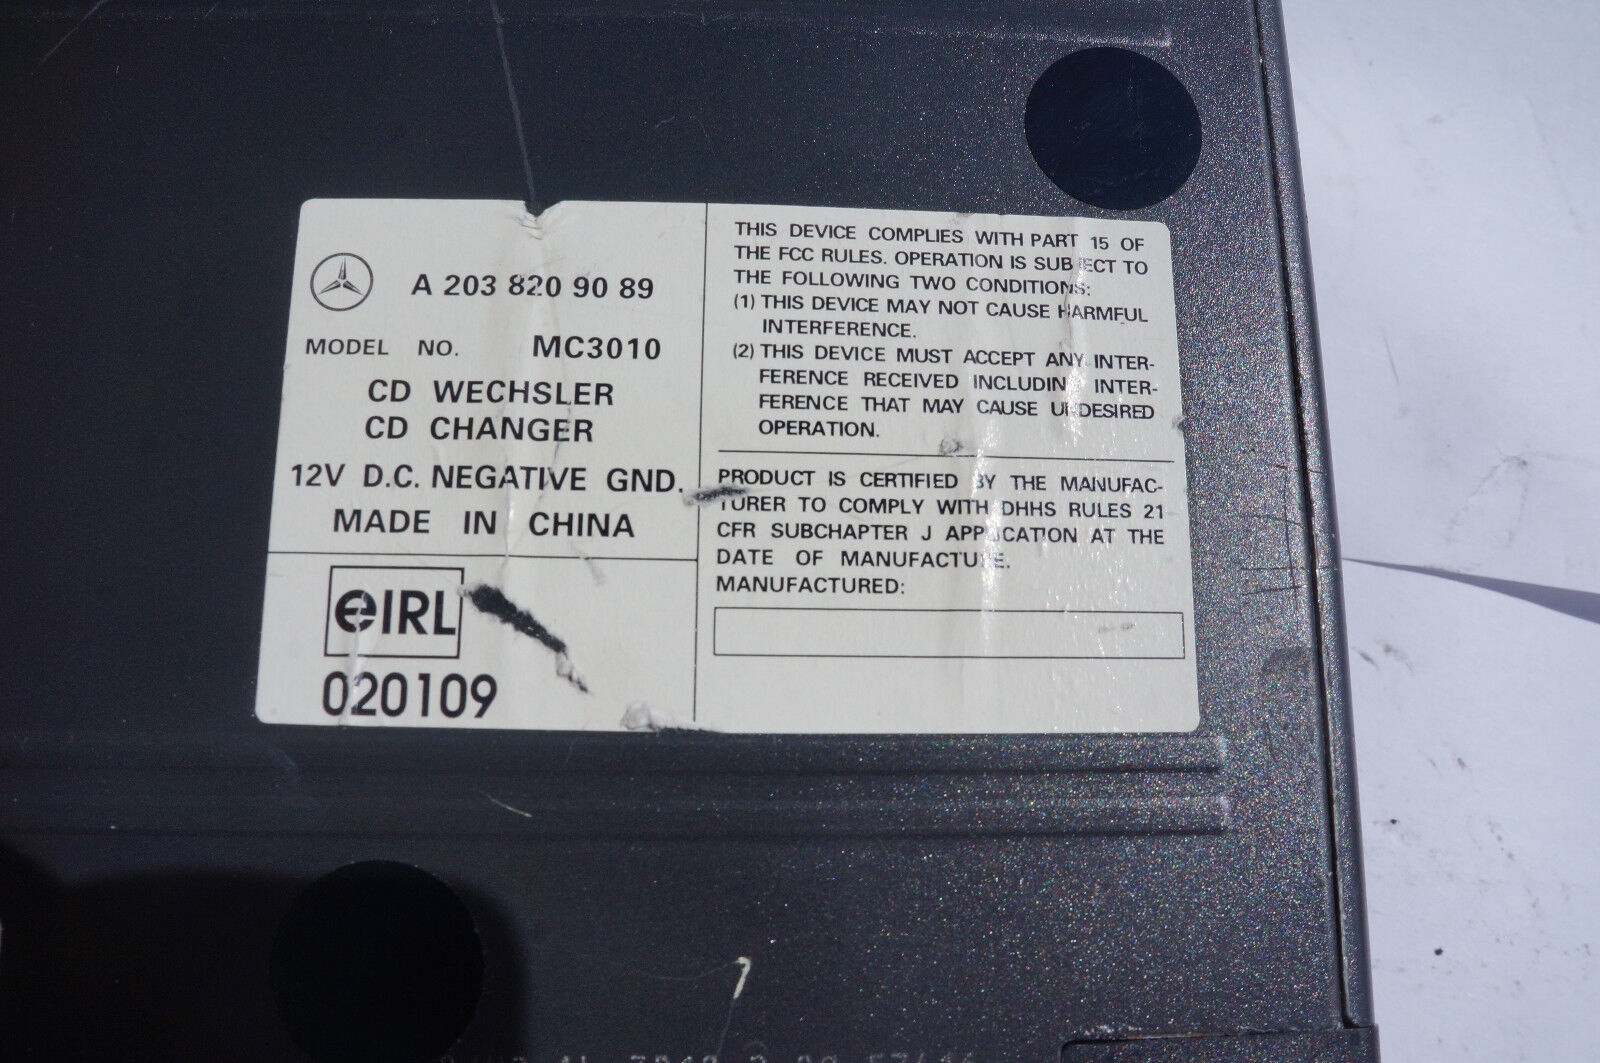 A 203 820 90 89
MODEL NO. MC3010
CD WECHSLER
CD CHANGER
12V D.C. NEGATIVE GND.
MADE IN CHINA
eIRL
020109
THIS DEVICE COMPLIES WITH PART 15 OF
THE FCC RULES. OPERATION IS SUBJECT TO
THE FOLLOWING TWO CONDITIONS:
(1) THIS DEVICE MAY NOT CAUSE HARMFUL
INTERFERENCE.
(2) THIS DEVICE MUST ACCEPT ANY INTER-
FERENCE RECEIVED INCLUDING INTER-
FERENCE THAT MAY CAUSE UNDESIRED
OPERATION.
PRODUCT IS CERTIFIED BY THE MANUFAC-
TURER TO COMPLY WITH DHHS RULES 21
CFR SUBCHAPTER J APPLICATION AT THE
DATE OF MANUFACTURE.
MANUFACTURED: